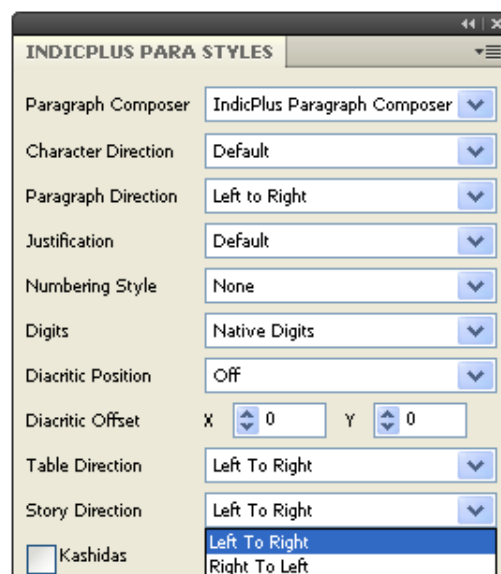 INDICPLUS PARA STYLES
Paragraph Composer IndicPlus Paragraph Composer
Character Direction Default
Paragraph Direction Left to Right
Justification Default
Numbering Style None
Digits Native Digits
Diacritic Position Off
Diacritic Offset X 0 Y 0
Table Direction Left To Right
Story Direction Left To Right
Left To Right
Kashidas
Right To Left